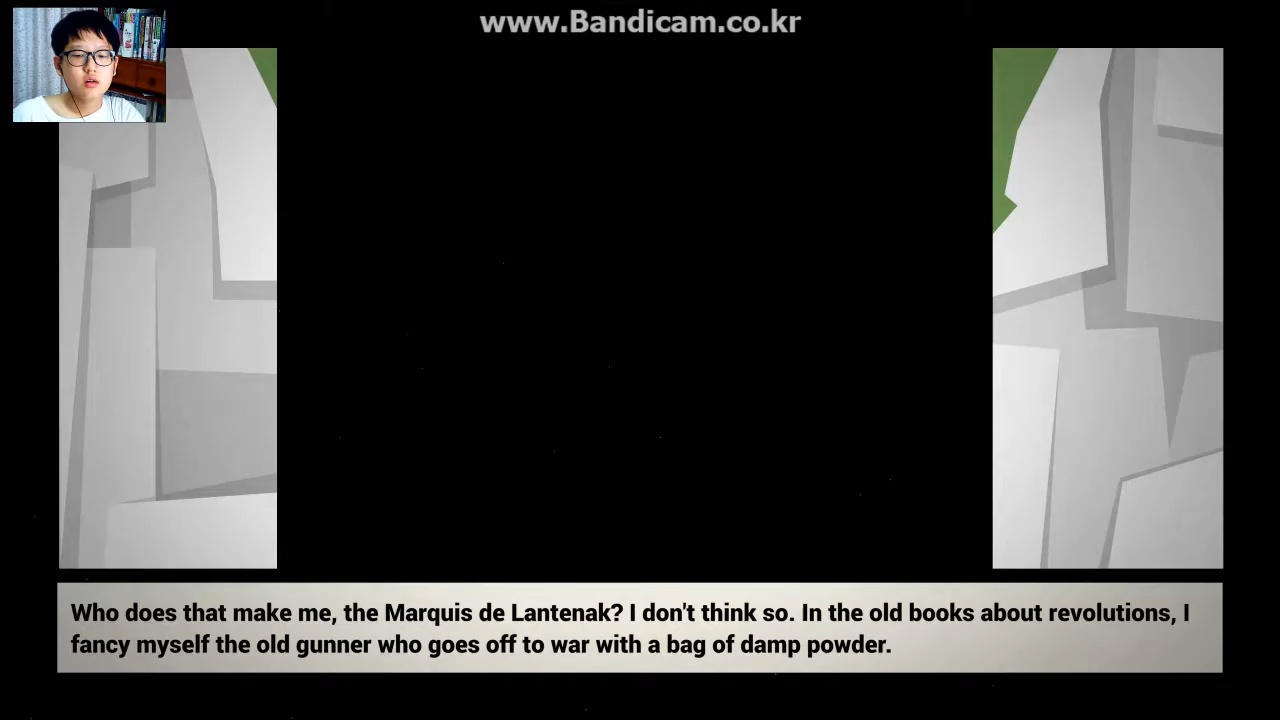 www.Bandicam.co.kr
Who does that make me, the Marquis de Lantenak? I don't think so. In the old books about revolutions, I
fancy myself the old gunner who goes off to war with a bag of damp powder.